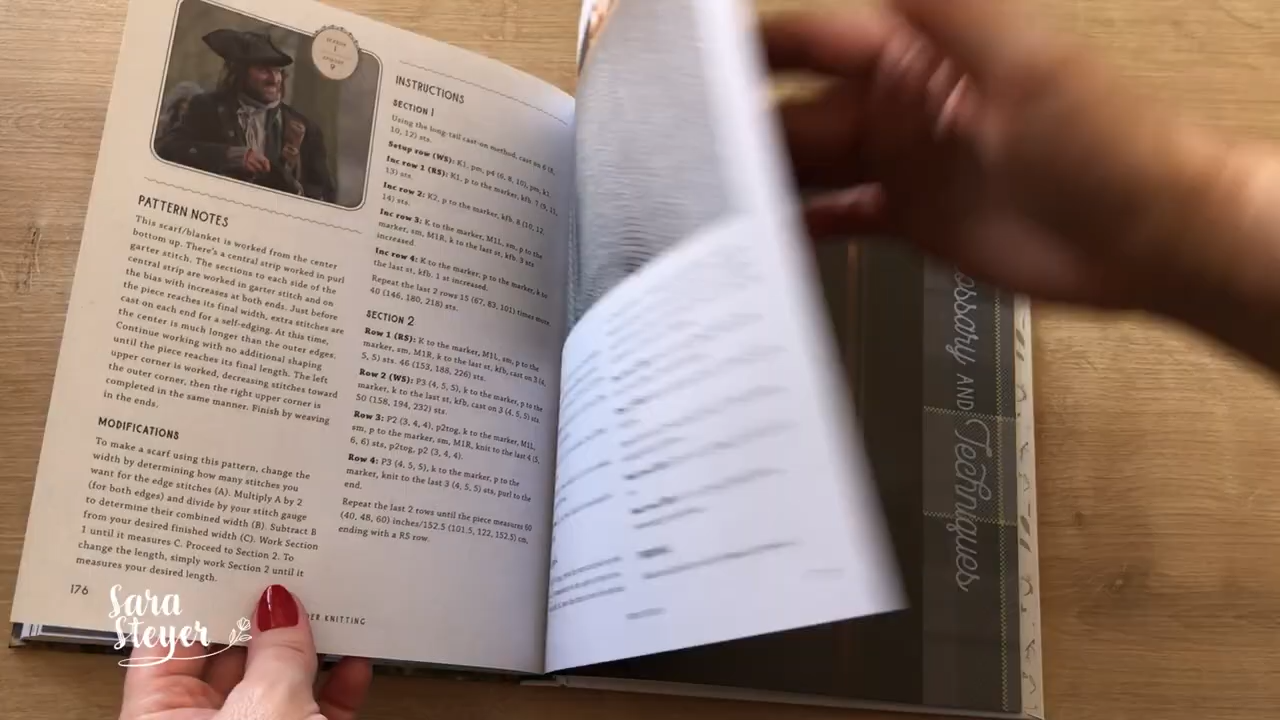 SEASON
1
EPISODE
9
PATTERN NOTES
This scarf/blanket is worked from the center
bottom up. There's a central strip worked in purl
garter stitch. The sections to each side of the
central strip are worked in garter stitch and on
the bias with increases at both ends. Just before
the piece reaches its final width, extra stitches are
cast-on each end for a self-edging. At this time,
the center is much longer than the outer edges.
Continue working with no additional shaping
until the piece reaches its final length. The left
upper corner is worked, decreasing stitches toward
the outer corner, then the right upper corner is
completed in the same manner. Finish by weaving
in the ends.
MODIFICATIONS
To make a scarf using this pattern, change the
width by determining how many stitches you
want for the edge stitches (A). Multiply A by 2
(for both edges) and divide by your stitch gauge
to determine their combined width (B). Subtract B
from your desired finished width (C). Work Section
1 until it measures C. Proceed to Section 2. To
change the length, simply work Section 2 until it
measures your desired length.
176
INSTRUCTIONS
SECTION 1
Using the long-tail cast-on method, cast on 6 (8,
10, 12) sts.
Setup row (WS): K1, pm, p4 (6, 8, 10), pm, k1.
Inc row 1 (RS): K1, p to the marker, kfb. 7 (9, 11,
13) sts.
Inc row 2: K2, p to the marker, kfb. 8 (10, 12,
14) sts.
Inc row 3: K to the marker, M1L, sm, p to the
marker, sm, M1R, k to the last st, kfb. 3 sts
increased.
Inc row 4: K to the marker, p to the marker, k to
the last st, kfb. 1 st increased.
Repeat the last 2 rows 15 (67, 83, 101) times more.
40 (146, 180, 218) sts.
SECTION 2
Row 1 (RS): K to the marker, M1L, sm, p to the
marker, sm, M1R, k to the last st, kfb, cast on 3 (4,
5, 5) sts. 46 (153, 188, 226) sts.
Row 2 (WS): P3 (4, 5, 5), k to the marker, p to the
marker, k to the last st, kfb, cast on 3 (4, 5, 5) sts.
50 (158, 194, 232) sts.
Row 3: P2 (3, 4, 4), p2tog, k to the marker, M1L,
sm, p to the marker, sm, M1R, knit to the last 4 (5,
6, 6) sts, p2tog, p2 (3, 4, 4).
Row 4: P3 (4, 5, 5), k to the marker, p to the
marker, knit to the last 3 (4, 5, 5) sts, purl to the
end.
Repeat the last 2 rows until the piece measures 60
(40, 48, 60) inches/152.5 (101.5, 122, 152.5) cm,
ending with a RS row.
KNITTING
ossary AND Techniques
Sara
Steyer